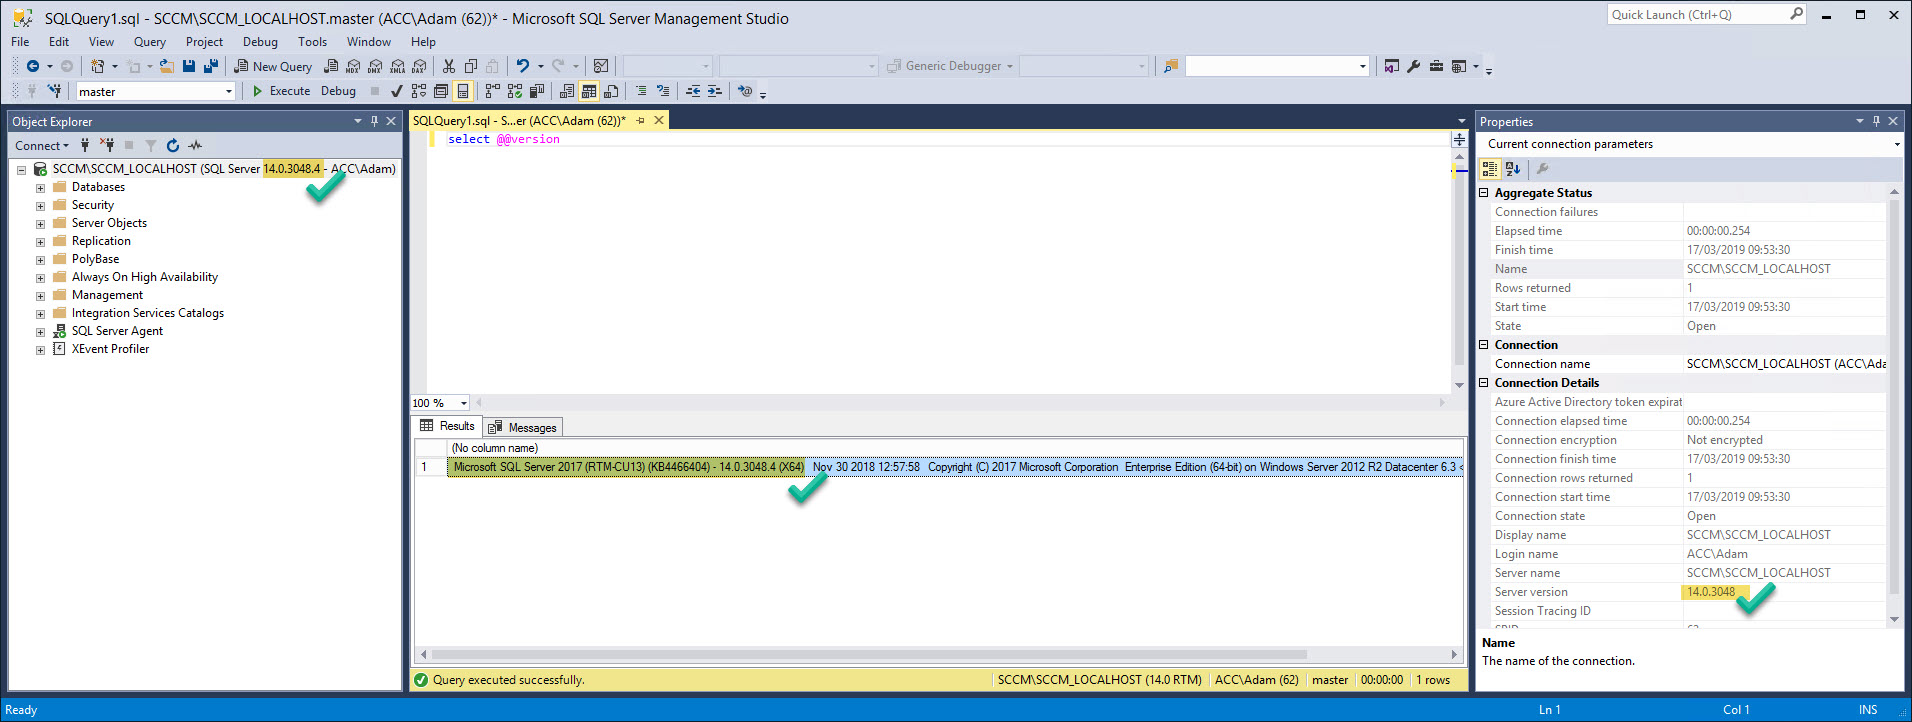 SQLQuery1.sql - SCCM\SCCM_LOCALHOST.master (ACC\Adam (62))* - Microsoft SQL Server Management Studio
Quick Launch (Ctrl+Q)
File Edit View Query Project Debug Tools Window Help
New Query MDX DMX XMLA DAX Generic Debugger
master Execute Debug
Object Explorer
Connect
SCCM\SCCM_LOCALHOST (SQL Server 14.0.3048.4 - ACC\Adam)
Databases
Security
Server Objects
Replication
PolyBase
Always On High Availability
Management
Integration Services Catalogs
SQL Server Agent
XEvent Profiler
SQLQuery1.sql - S...er (ACC\Adam (62))*
select @@version
100 %
Results Messages
(No column name)
1 Microsoft SQL Server 2017 (RTM-CU13) (KB4466404) - 14.0.3048.4 (X64) Nov 30 2018 12:57:58 Copyright (C) 2017 Microsoft Corporation Enterprise Edition (64-bit) on Windows Server 2012 R2 Datacenter 6.3 <
Query executed successfully. SCCM\SCCM_LOCALHOST (14.0 RTM) ACC\Adam (62) master 00:00:00 1 rows
Properties
Current connection parameters
Aggregate Status
Connection failures
Elapsed time 00:00:00.254
Finish time 17/03/2019 09:53:30
Name SCCM\SCCM_LOCALHOST
Rows returned 1
Start time 17/03/2019 09:53:30
State Open
Connection
Connection name SCCM\SCCM_LOCALHOST (ACC\Ada
Connection Details
Azure Active Directory token expirat
Connection elapsed time 00:00:00.254
Connection encryption Not encrypted
Connection finish time 17/03/2019 09:53:30
Connection rows returned 1
Connection start time 17/03/2019 09:53:30
Connection state Open
Display name SCCM\SCCM_LOCALHOST
Login name ACC\Adam
Server name SCCM\SCCM_LOCALHOST
Server version 14.0.3048
Session Tracing ID
Name
The name of the connection.
Ready Ln 1 Col 1 INS